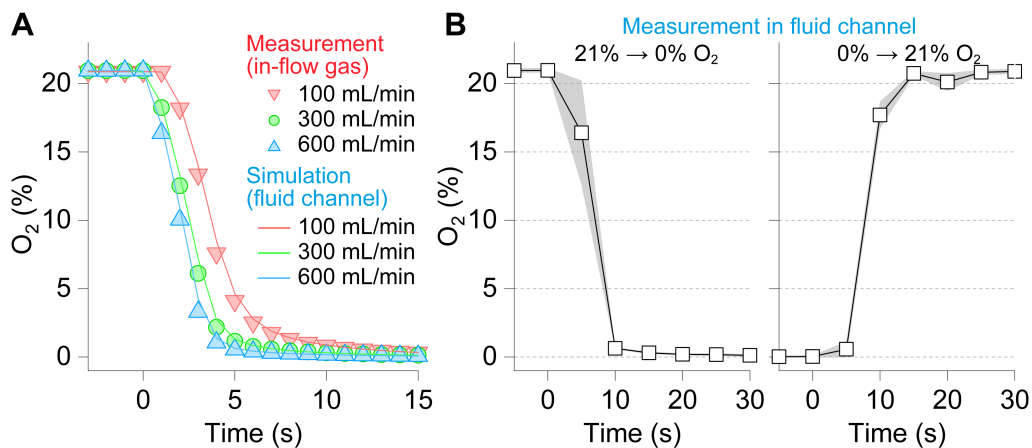 A
Measurement
(in-flow gas)
100 mL/min
300 mL/min
600 mL/min
Simulation
(fluid channel)
100 mL/min
300 mL/min
600 mL/min
O₂ (%)
20
15
10
5
0
0
5
10
15
Time (s)
B
Measurement in fluid channel
21% → 0% O₂
0% → 21% O₂
O₂ (%)
20
15
10
5
0
0
10
20
30
0
10
20
30
Time (s)
Time (s)